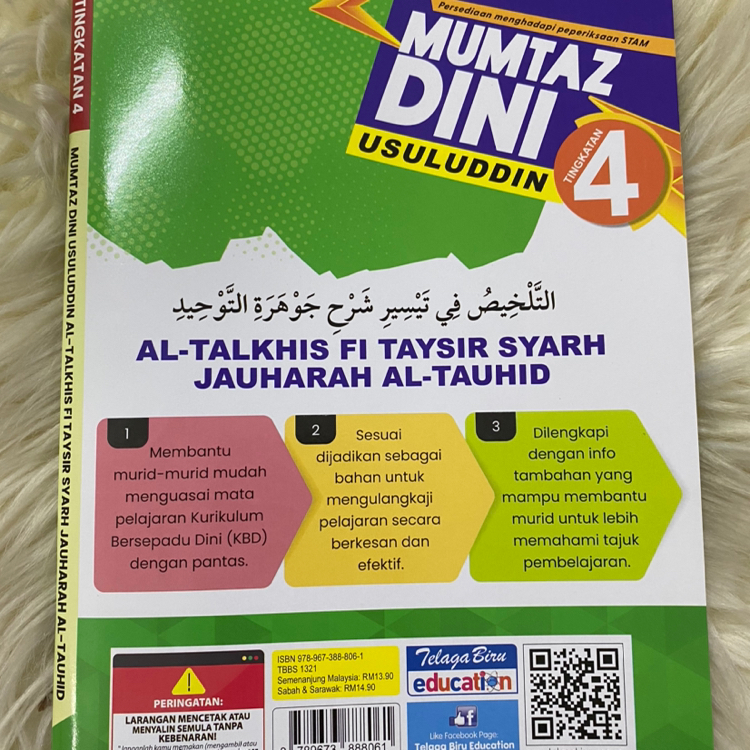 TINGKATAN 4
MUMTAZ DINI USULUDDIN AL-TALKHIS FI TAYSIR SYARH JAUHARAH AL-TAUHID
Persediaan menghadapi peperiksaan STAM
MUMTAZ
DINI
USULUDDIN
TINGKATAN
4
التَّلْخِيصُ فِي تَيْسِيرِ شَرْحِ جَوْهَرَةِ التَّوْحِيدِ
AL-TALKHIS FI TAYSIR SYARH
JAUHARAH AL-TAUHID
1
Membantu
murid-murid mudah
menguasai mata
pelajaran Kurikulum
Bersepadu Dini (KBD)
dengan pantas.
2
Sesuai
dijadikan sebagai
bahan untuk
mengulangkaji
pelajaran secara
berkesan dan
efektif.
3
Dilengkapi
dengan info
tambahan yang
mampu membantu
murid untuk lebih
memahami tajuk
pembelajaran.
PERINGATAN:
LARANGAN MENCETAK ATAU
MENYALIN SEMULA TANPA
KEBENARAN!
ISBN 978-967-388-806-1
TBBS 1321
Semenanjung Malaysia: RM13.90
Sabah & Sarawak: RM14.90
Telaga Biru
education
Like Facebook Page:
Telaga Biru Education